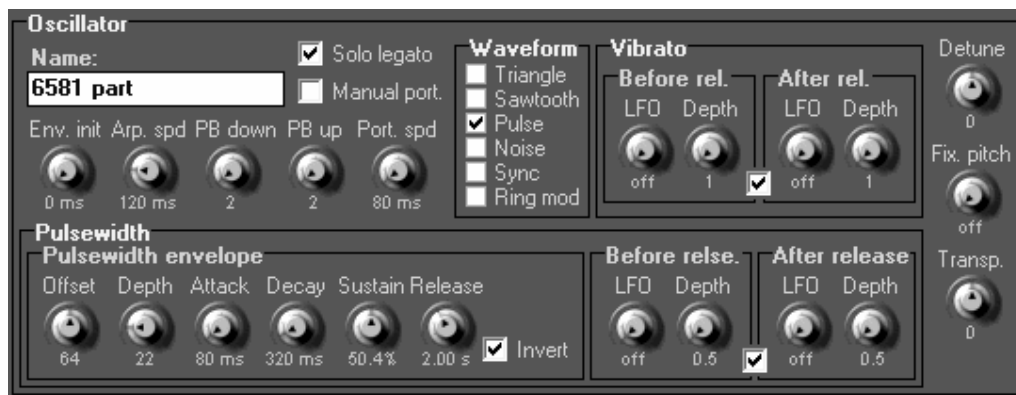 Oscillator
Name:
6581 part
Solo legato
Manual port.
Env. init Arp. spd PB down PB up Port. spd
0 ms 120 ms 2 2 80 ms
Waveform
Triangle
Sawtooth
Pulse
Noise
Sync
Ring mod
Vibrato
Before rel. After rel.
LFO Depth LFO Depth
off 1 off 1
Detune
0
Fix. pitch
off
Transp.
0
Pulsewidth
Pulsewidth envelope
Offset Depth Attack Decay Sustain Release
64 22 80 ms 320 ms 50.4% 2.00 s
Invert
Before relse. After release
LFO Depth LFO Depth
off 0.5 off 0.5